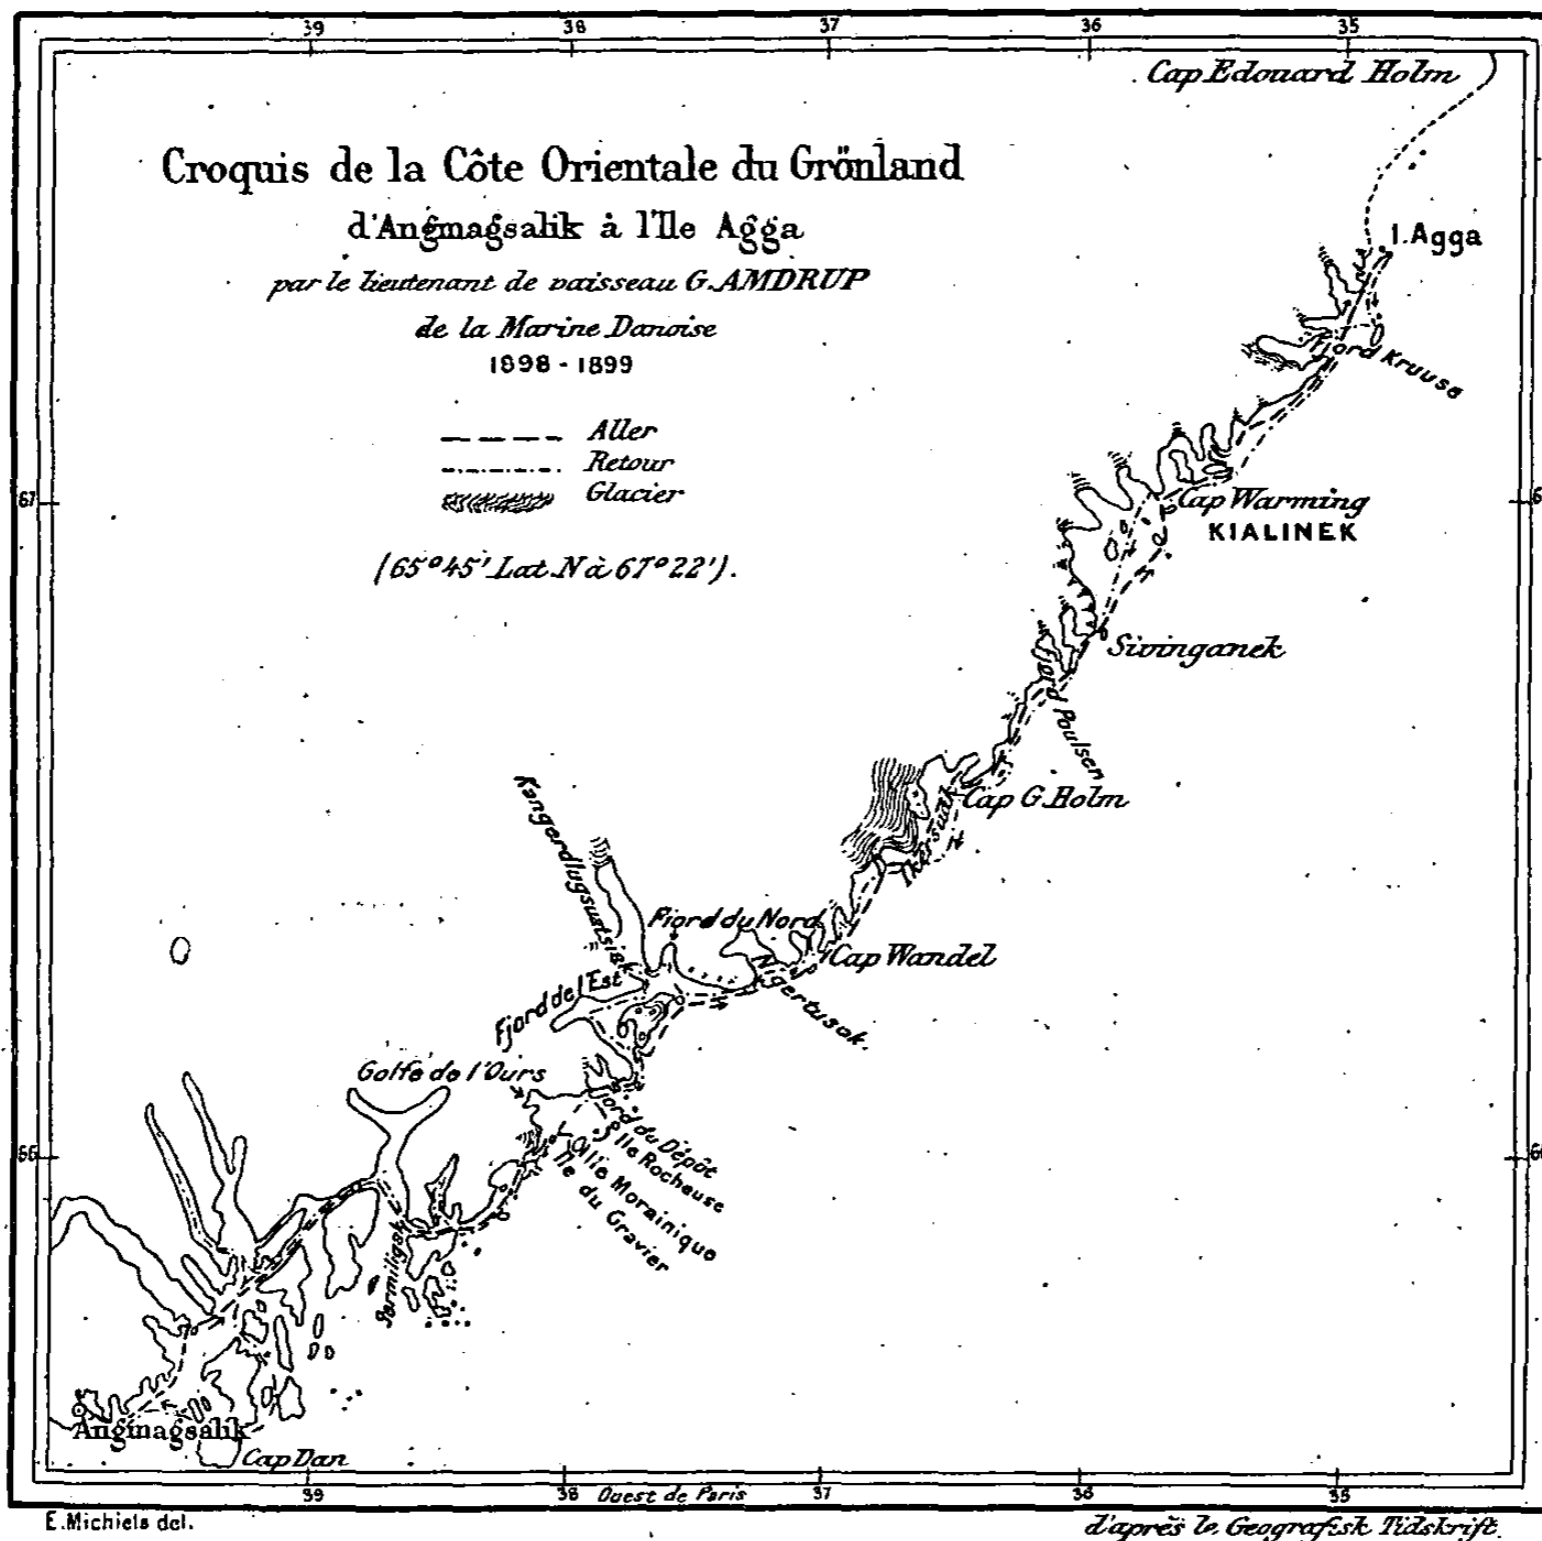 39 38 37 36 35
Cap Edouard Holm
Croquis de la Côte Orientale du Grönland
d'Angmagsalik à l'Ile Agga
par le lieutenant de vaisseau G. AMDRUP
de la Marine Danoise
1898 - 1899
Aller
Retour
Glacier
(65°45' Lat. N à 67°22').
I. Agga
Fjord Kruuse
67
Cap Warming
KIALINEK
Sivinganek
Fjord Poulsen
Cap G. Holm
Ikersuak
Kangerdlugsuatsiak
Fiord du Nord
Cap Wandel
Nigertusok.
Fjord de l'Est
Golfe de l'Ours
Fjord du Dépôt
Ile Rocheuse
Ile Morainique
Ile du Gravier
66
Sermiligak
Angmagsalik
Cap Dan
39 38 37 36 35
Ouest de Paris
E. Michiels del.
d'après le Geografisk Tidskrift.